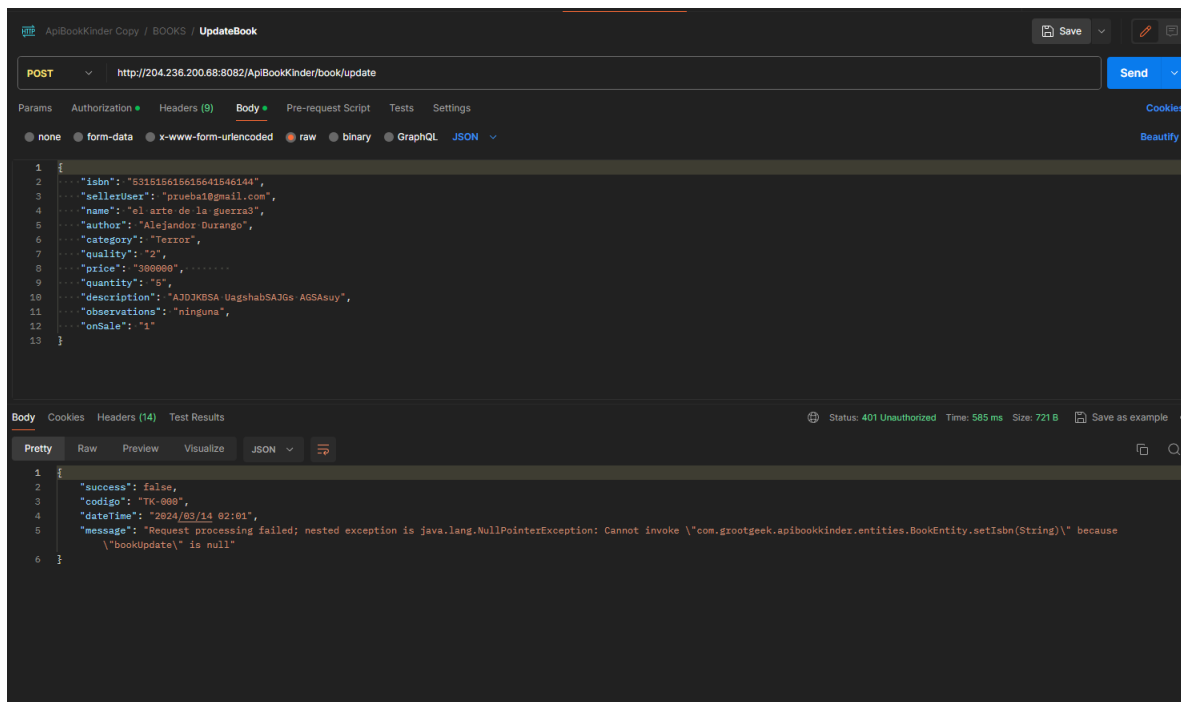 HTTP ApiBookKinder Copy / BOOKS / UpdateBook Save
POST http://204.236.200.68:8082/ApiBookKinder/book/update Send
Params Authorization Headers (9) Body Pre-request Script Tests Settings Cookies
none form-data x-www-form-urlencoded raw binary GraphQL JSON Beautify
1 {
2 "isbn": "531515615615641546144",
3 "sellerUser": "prueba1@gmail.com",
4 "name": "el arte de la guerra3",
5 "author": "Alejandor Durango",
6 "category": "Terror",
7 "quality": "2",
8 "price": "300000",
9 "quantity": "5",
10 "description": "AJDJKBSA UagshabSAJGs AGSAsuy",
11 "observations": "ninguna",
12 "onSale": "1"
13 }
Body Cookies Headers (14) Test Results Status: 401 Unauthorized Time: 585 ms Size: 721 B Save as example
Pretty Raw Preview Visualize JSON
1 {
2 "success": false,
3 "codigo": "TK-000",
4 "dateTime": "2024/03/14 02:01",
5 "message": "Request processing failed; nested exception is java.lang.NullPointerException: Cannot invoke \"com.grootgeek.apibookkinder.entities.BookEntity.setIsbn(String)\" because
\"bookUpdate\" is null"
6 }